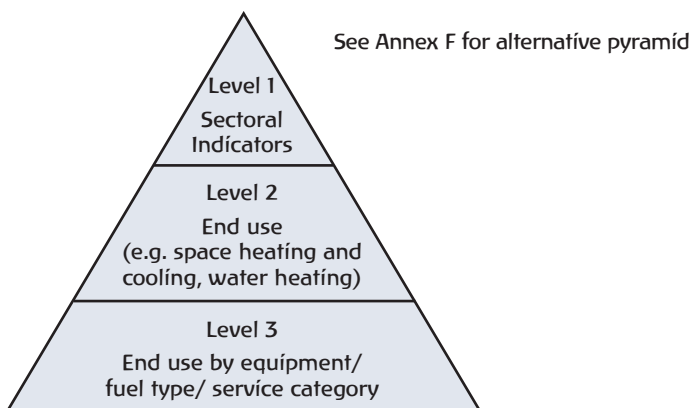 See Annex F for alternative pyramid
Level 1
Sectoral
Indicators
Level 2
End use
(e.g. space heating and
cooling, water heating)
Level 3
End use by equipment/
fuel type/ service category